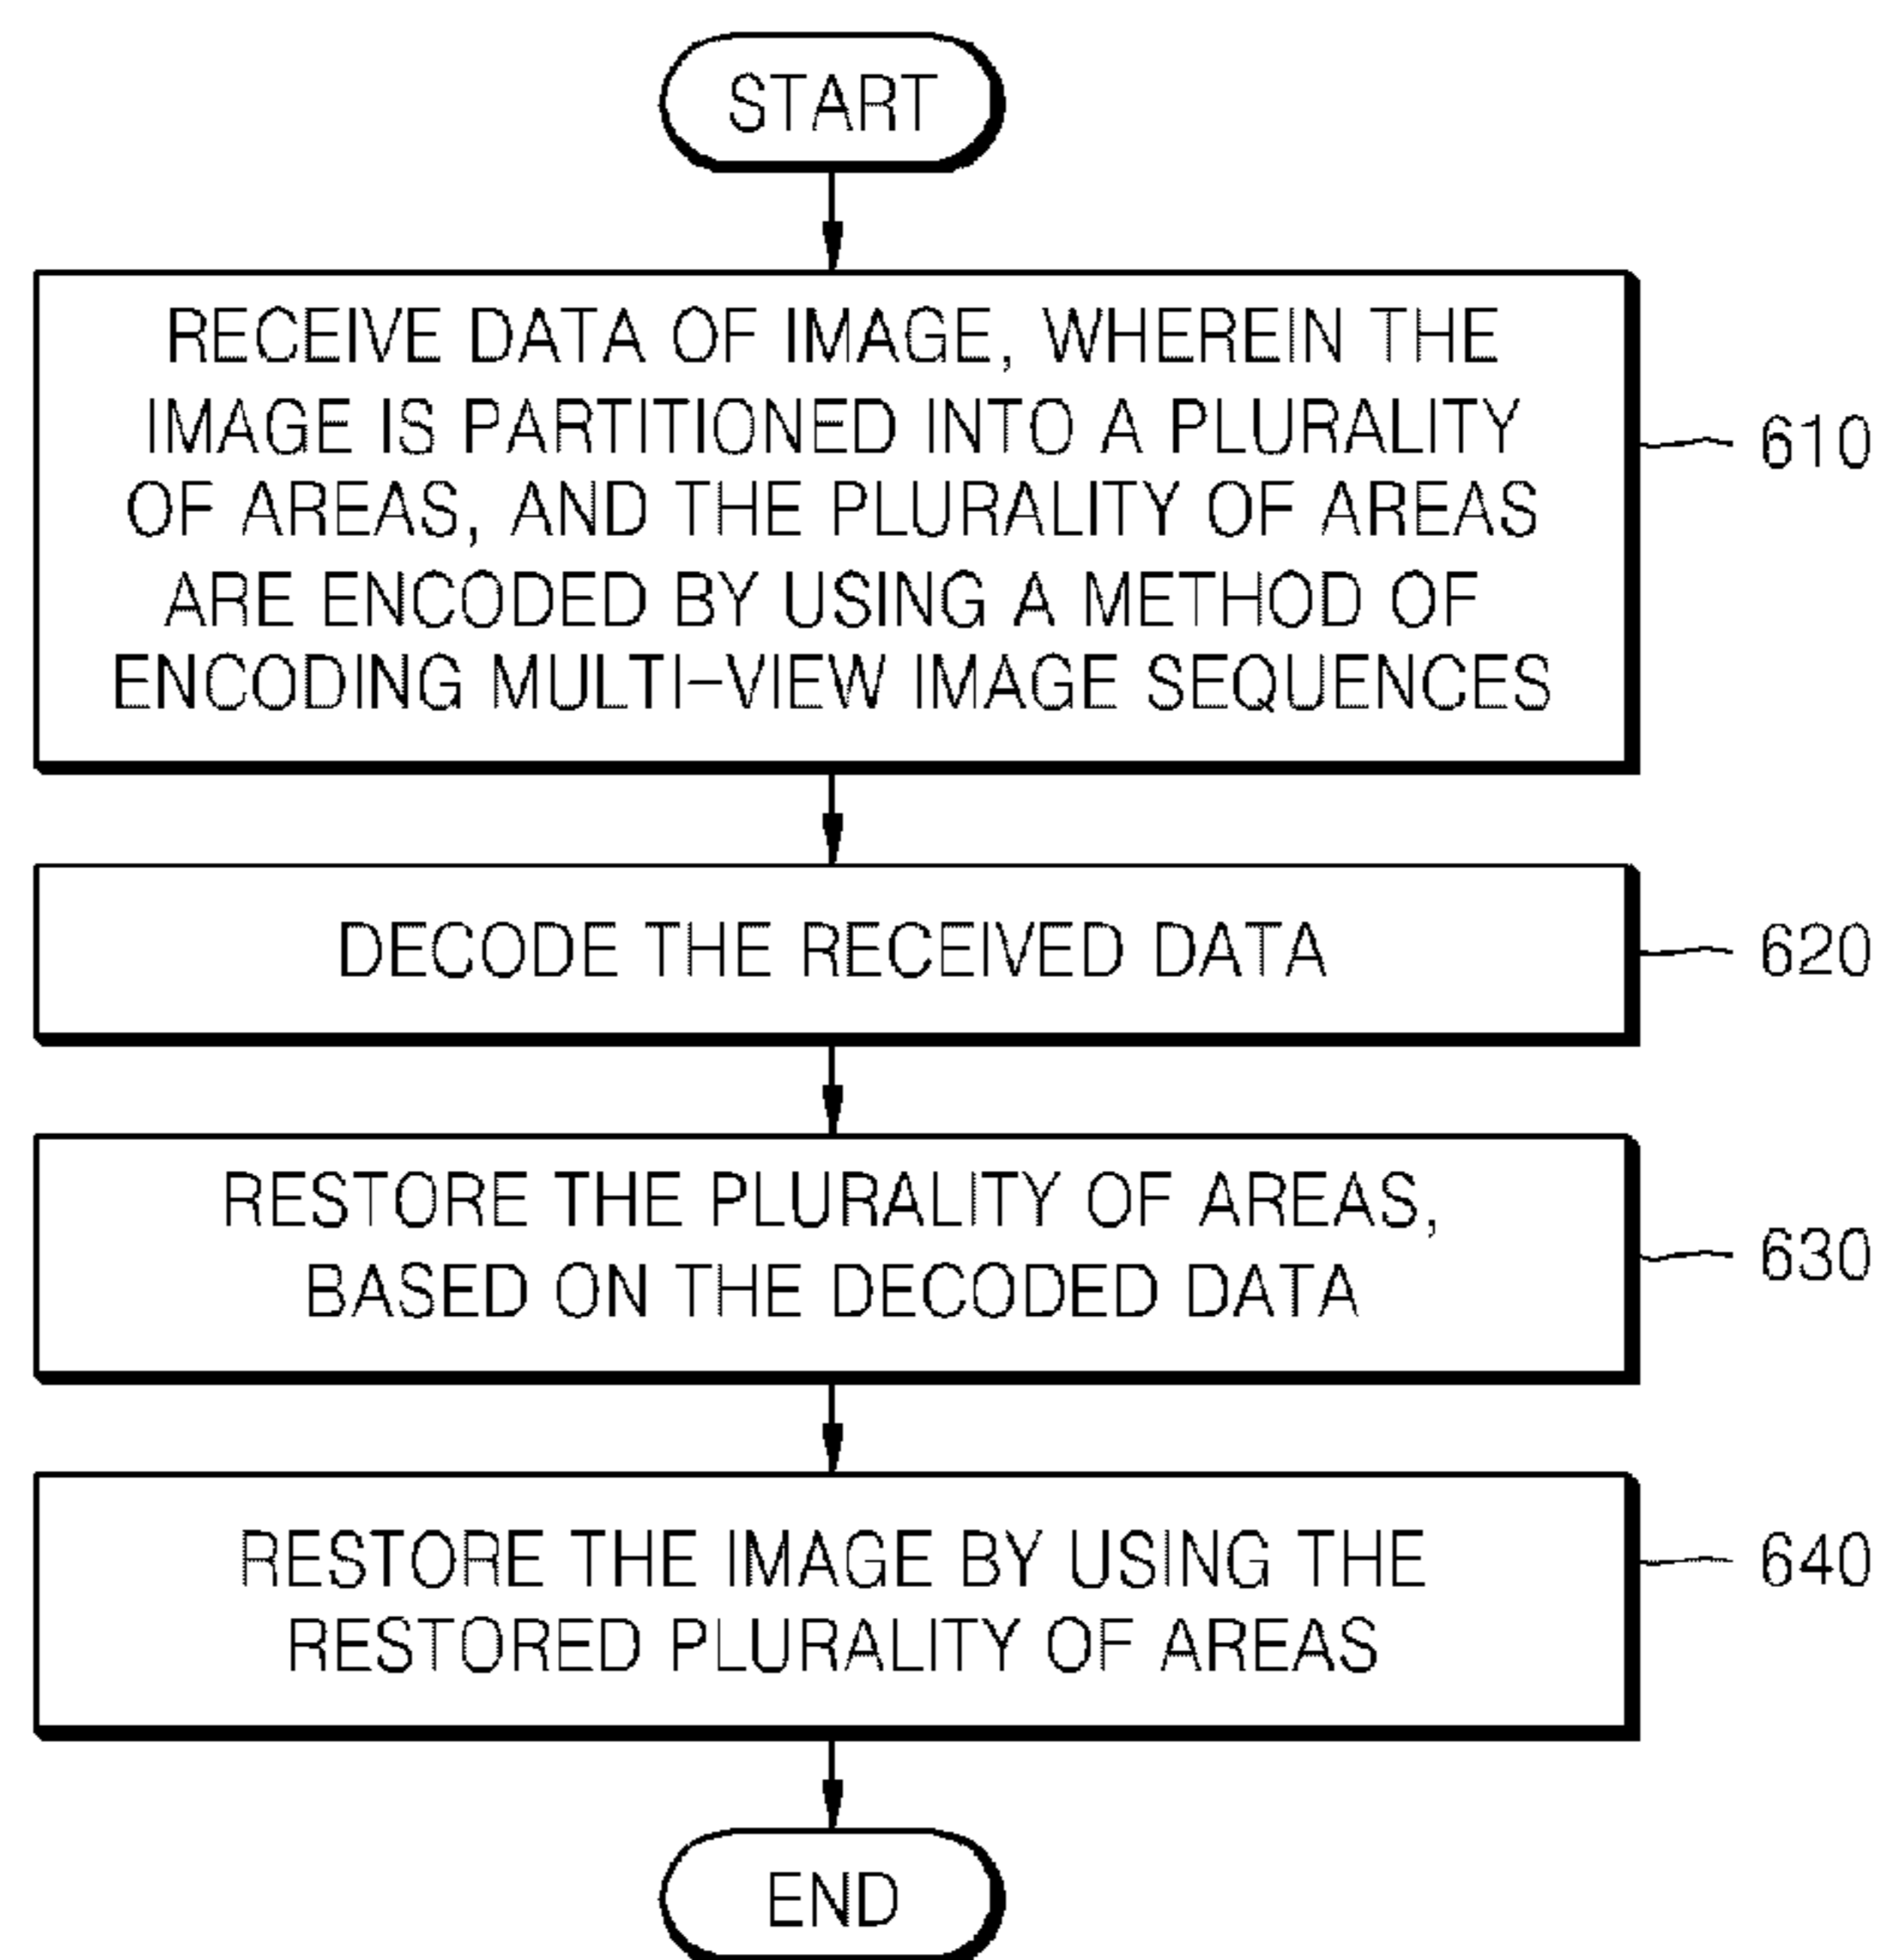 START
RECEIVE DATA OF IMAGE, WHEREIN THE
IMAGE IS PARTITIONED INTO A PLURALITY
OF AREAS, AND THE PLURALITY OF AREAS
ARE ENCODED BY USING A METHOD OF
ENCODING MULTI-VIEW IMAGE SEQUENCES
610
DECODE THE RECEIVED DATA
620
RESTORE THE PLURALITY OF AREAS,
BASED ON THE DECODED DATA
630
RESTORE THE IMAGE BY USING THE
RESTORED PLURALITY OF AREAS
640
END